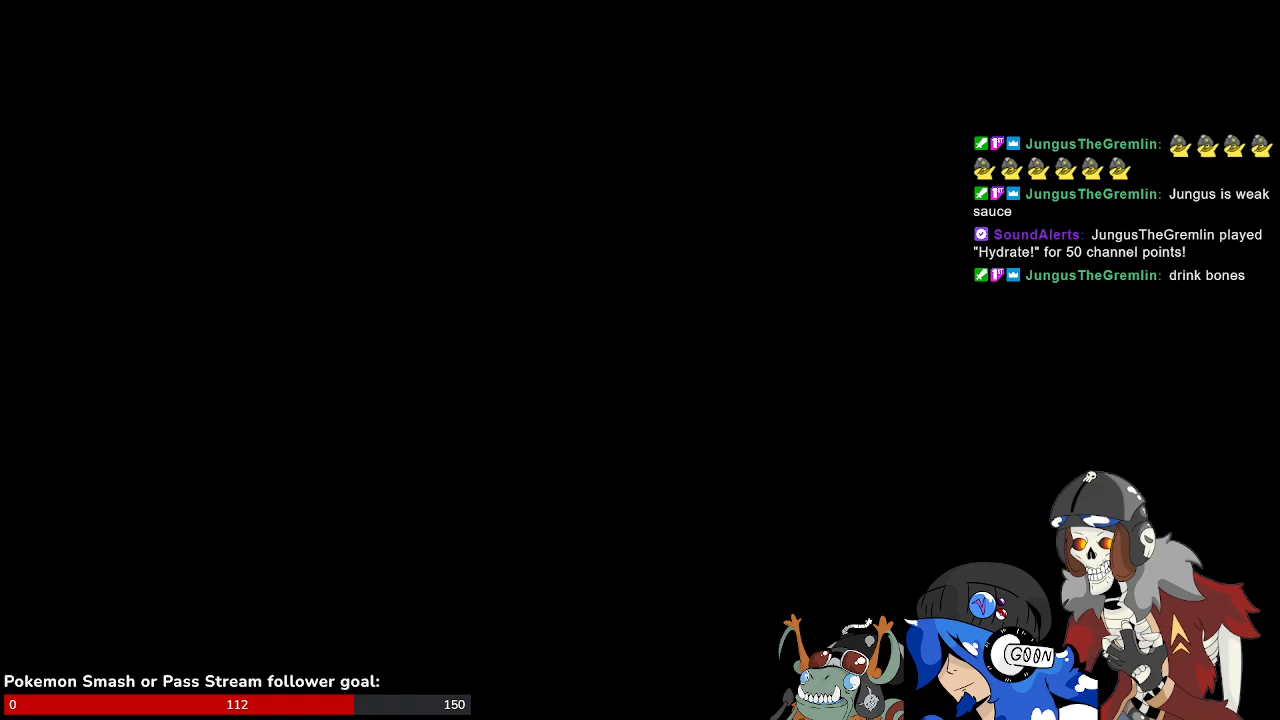 JungusTheGremlin:
JungusTheGremlin: Jungus is weak
sauce
SoundAlerts: JungusTheGremlin played
"Hydrate!" for 50 channel points!
JungusTheGremlin: drink bones
GOON
Pokemon Smash or Pass Stream follower goal:
0 112 150